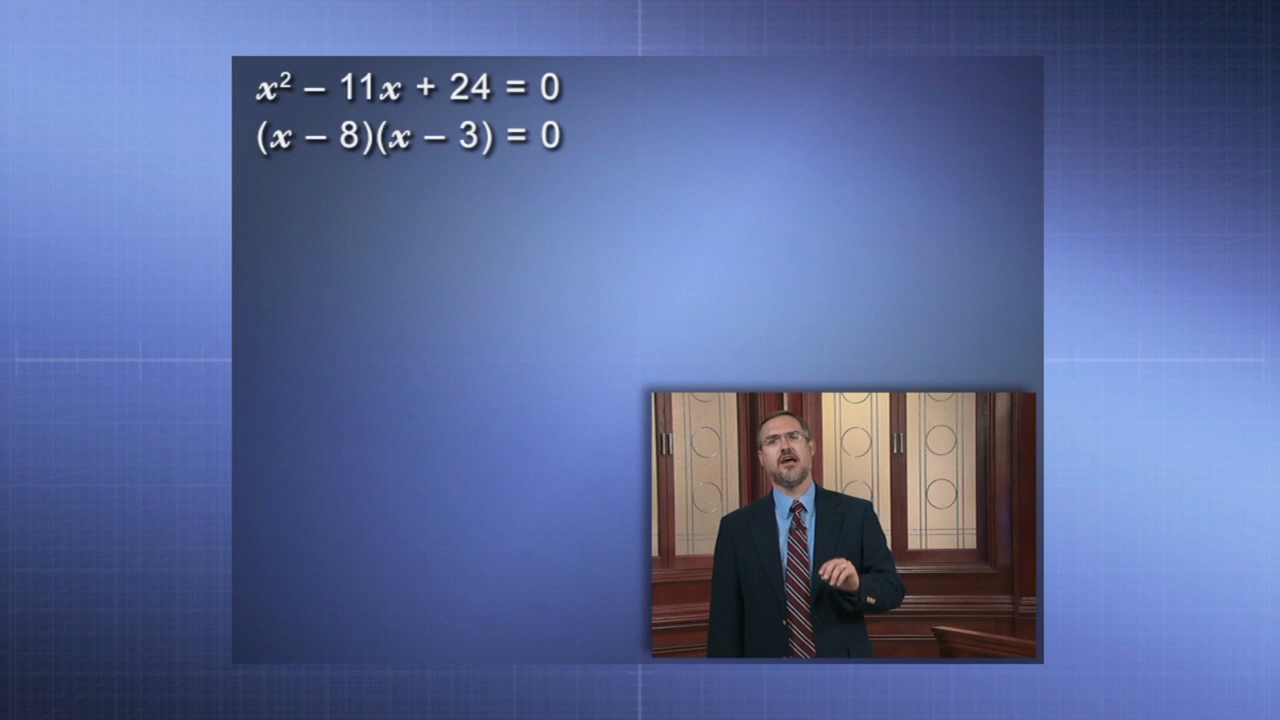 x² – 11x + 24 = 0
(x – 8)(x – 3) = 0